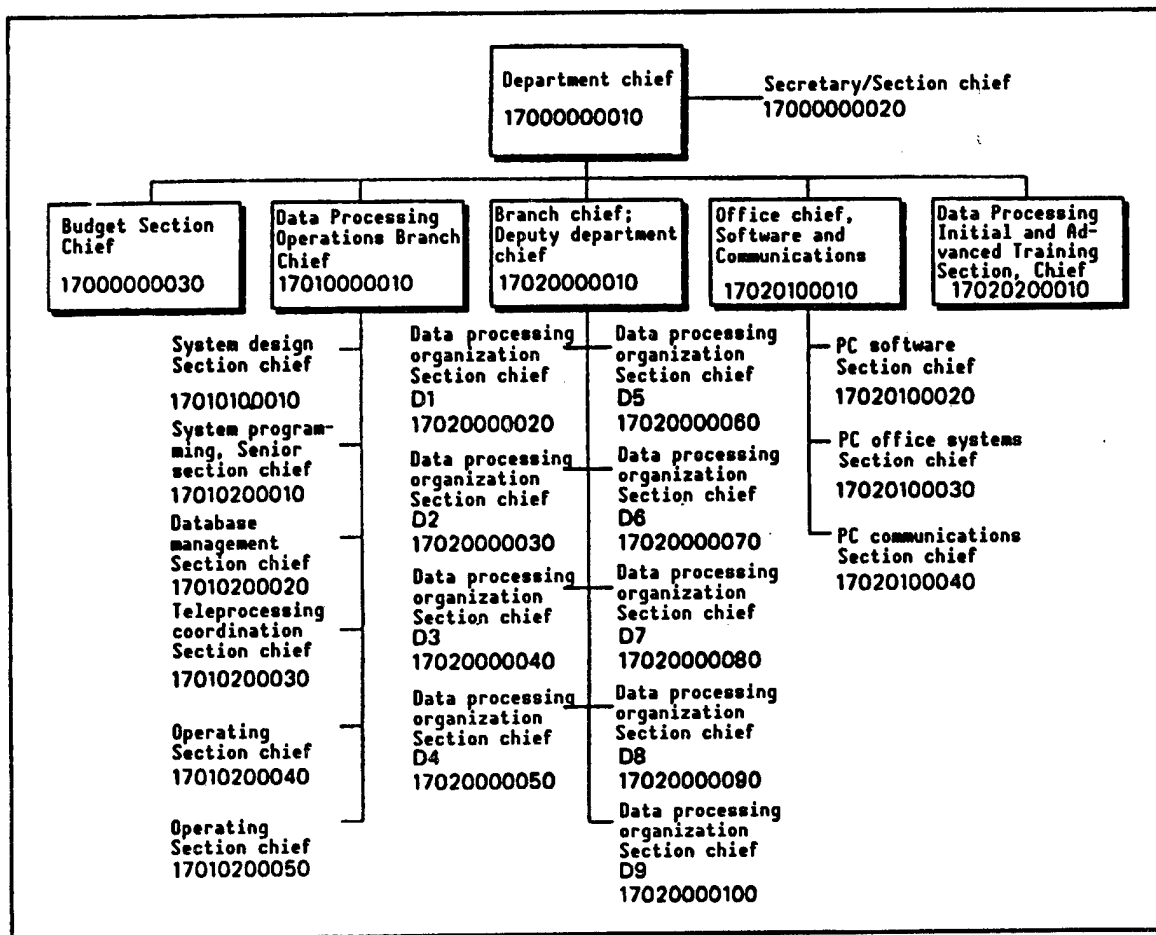 Department chief
17000000010
Secretary/Section chief
17000000020
Budget Section
Chief
17000000030
Data Processing
Operations Branch
Chief
17010000010
Branch chief;
Deputy department
chief
17020000010
Office chief,
Software and
Communications
17020100010
Data Processing
Initial and Ad-
vanced Training
Section, Chief
17020200010
System design
Section chief
17010100010
System program-
ming, Senior
section chief
17010200010
Database
management
Section chief
17010200020
Teleprocessing
coordination
Section chief
17010200030
Operating
Section chief
17010200040
Operating
Section chief
17010200050
Data processing
organization
Section chief
D1
17020000020
Data processing
organization
Section chief
D2
17020000030
Data processing
organization
Section chief
D3
17020000040
Data processing
organization
Section chief
D4
17020000050
Data processing
organization
Section chief
D5
17020000060
Data processing
organization
Section chief
D6
17020000070
Data processing
organization
Section chief
D7
17020000080
Data processing
organization
Section chief
D8
17020000090
Data processing
organization
Section chief
D9
17020000100
PC software
Section chief
17020100020
PC office systems
Section chief
17020100030
PC communications
Section chief
17020100040